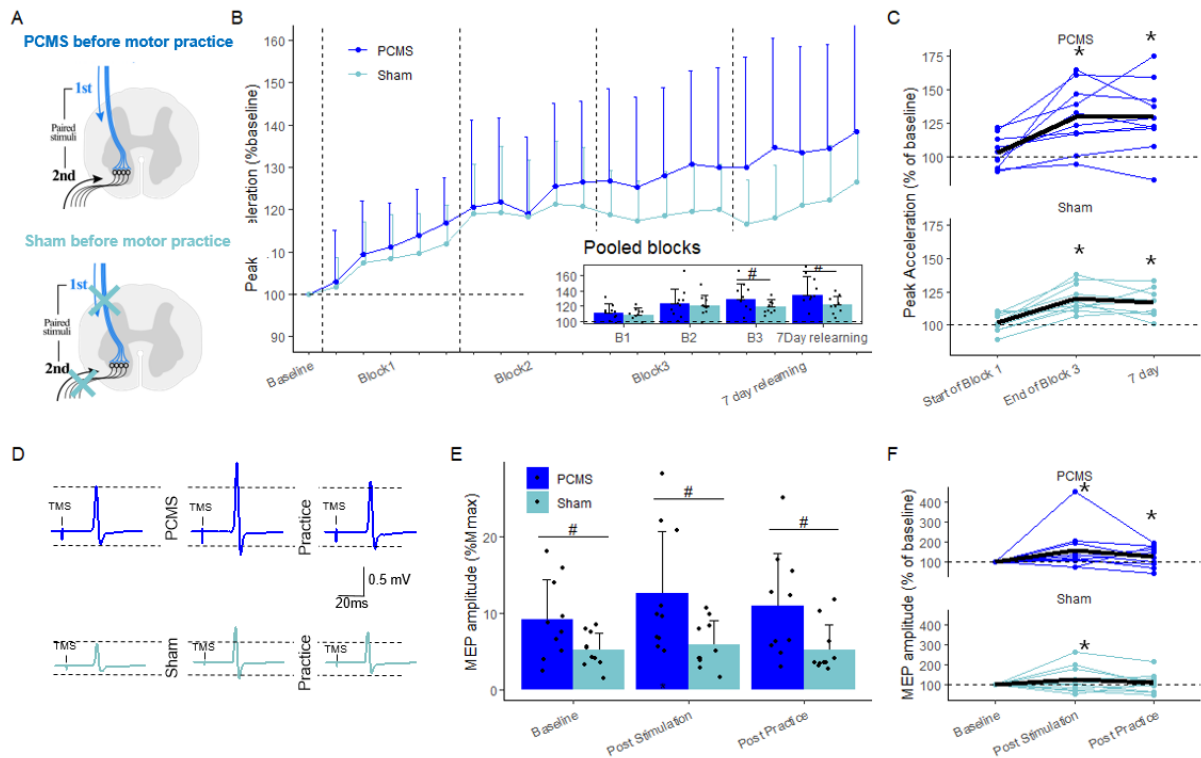 A
PCMS before motor practice
1st
Paired
stimuli
2nd
Sham before motor practice
1st
Paired
stimuli
2nd
B
160
150
140
130
120
110
100
90
Peak
eleration (%baseline)
PCMS
Sham
Pooled blocks
160
140
120
100
#
#
B1
B2
B3
7Day relearning
Baseline
Block1
Block2
Block3
7 day relearning
C
PCMS
*
*
175
150
125
100
Sham
*
*
175
150
125
100
Peak Acceleration (% of baseline)
Start of Block 1
End of Block 3
7 day
D
TMS
PCMS
TMS
Practice
TMS
0.5 mV
20ms
TMS
Sham
TMS
Practice
TMS
E
PCMS
Sham
20
10
0
MEP amplitude (%M max)
#
#
#
Baseline
Post Stimulation
Post Practice
F
PCMS
*
*
400
300
200
100
Sham
*
400
300
200
100
MEP amplitude (% of baseline)
Baseline
Post Stimulation
Post Practice